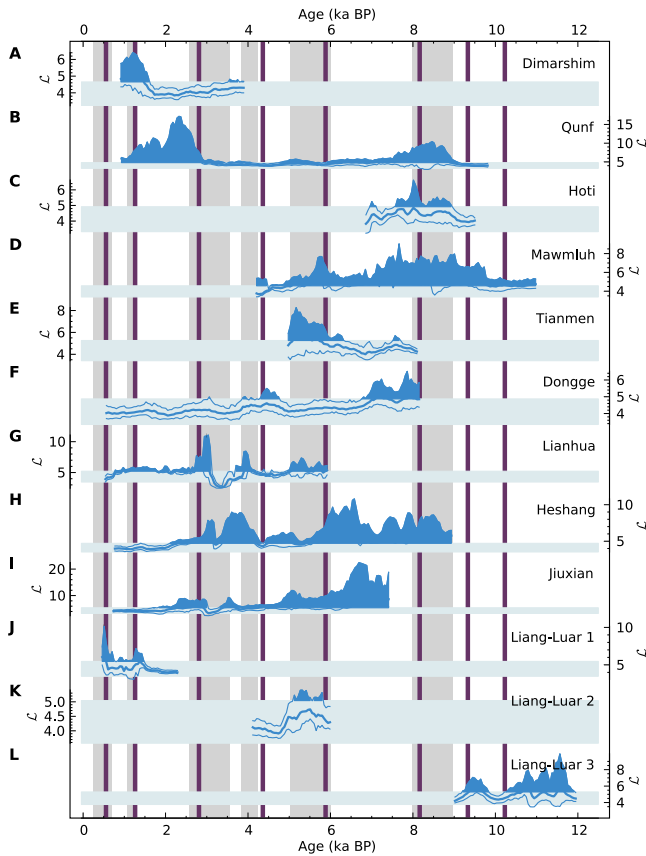 Age (ka BP)
0 2 4 6 8 10 12
A Dimarshim
6
5
4
ℒ
B Qunf
15
10
5
ℒ
C Hoti
6
5
4
ℒ
D Mawmluh
8
6
4
ℒ
E Tianmen
8
6
4
ℒ
F Dongge
6
5
4
ℒ
G Lianhua
10
5
ℒ
H Heshang
10
5
ℒ
I Jiuxian
20
10
ℒ
J Liang-Luar 1
10
5
ℒ
K Liang-Luar 2
5.0
4.5
4.0
ℒ
L Liang-Luar 3
8
6
4
ℒ
0 2 4 6 8 10 12
Age (ka BP)